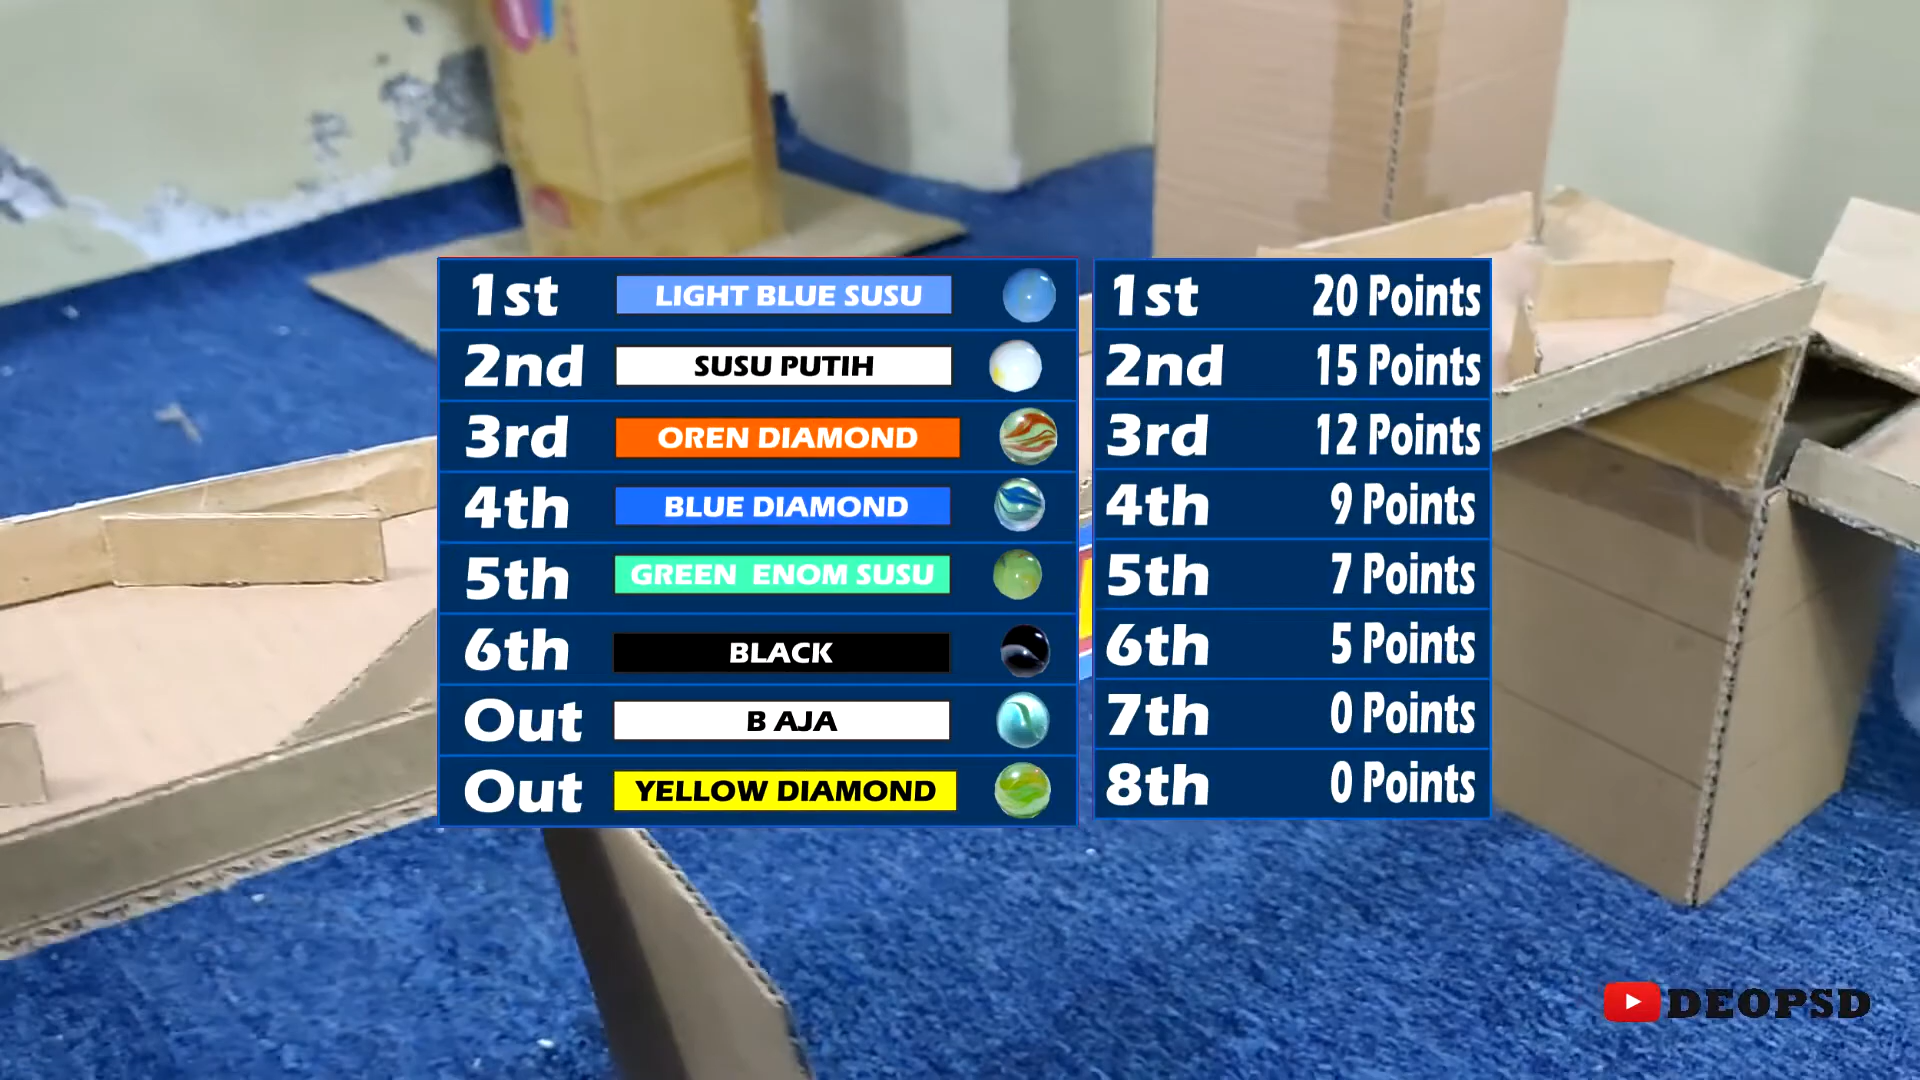 1st LIGHT BLUE SUSU
2nd SUSU PUTIH
3rd OREN DIAMOND
4th BLUE DIAMOND
5th GREEN ENOM SUSU
6th BLACK
Out B AJA
Out YELLOW DIAMOND
1st 20 Points
2nd 15 Points
3rd 12 Points
4th 9 Points
5th 7 Points
6th 5 Points
7th 0 Points
8th 0 Points
DEOPSD